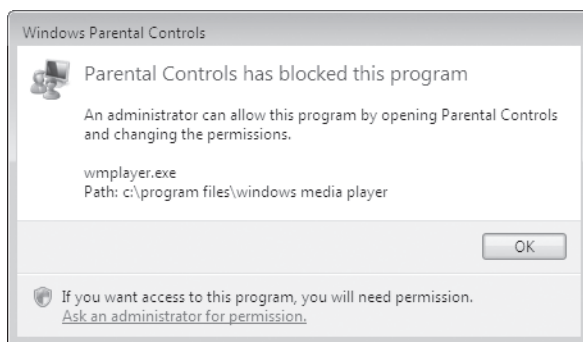 Windows Parental Controls
Parental Controls has blocked this program
An administrator can allow this program by opening Parental Controls
and changing the permissions.
wmplayer.exe
Path: c:\program files\windows media player
OK
If you want access to this program, you will need permission.
Ask an administrator for permission.